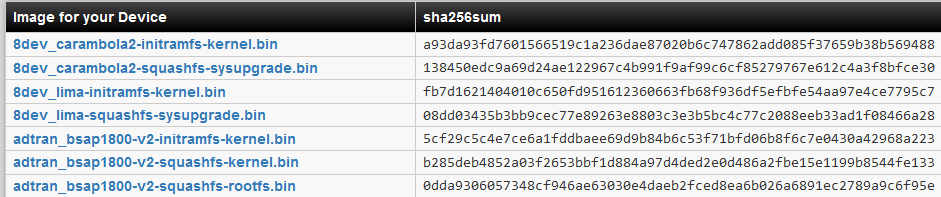 Image for your Device sha256sum
8dev_carambola2-initramfs-kernel.bin a93da93fd7601566519c1a236dae87020b6c747862add085f37659b38b569488
8dev_carambola2-squashfs-sysupgrade.bin 138450edc9a69d24ae122967c4b991f9af99c6cf85279767e612c4a3f8bfce30
8dev_lima-initramfs-kernel.bin fb7d1621404010c650fd951612360663fb68f936df5efbfe54aa97e4ce7795c7
8dev_lima-squashfs-sysupgrade.bin 08dd03435b3bb9cec77e89263e8803c3e3b5bc4c77c2088eeb33ad1f08466a28
adtran_bsap1800-v2-initramfs-kernel.bin 5cf29c5c4e7ce6a1fddbaee69d9b84b6c53f71bfd06b8f6c7e0430a42968a223
adtran_bsap1800-v2-squashfs-kernel.bin b285deb4852a03f2653bbf1d884a97d4ded2e0d486a2fbe15e1199b8544fe133
adtran_bsap1800-v2-squashfs-rootfs.bin 0dda9306057348cf946ae63030e4daeb2fced8ea6b026a6891ec2789a9c6f95e